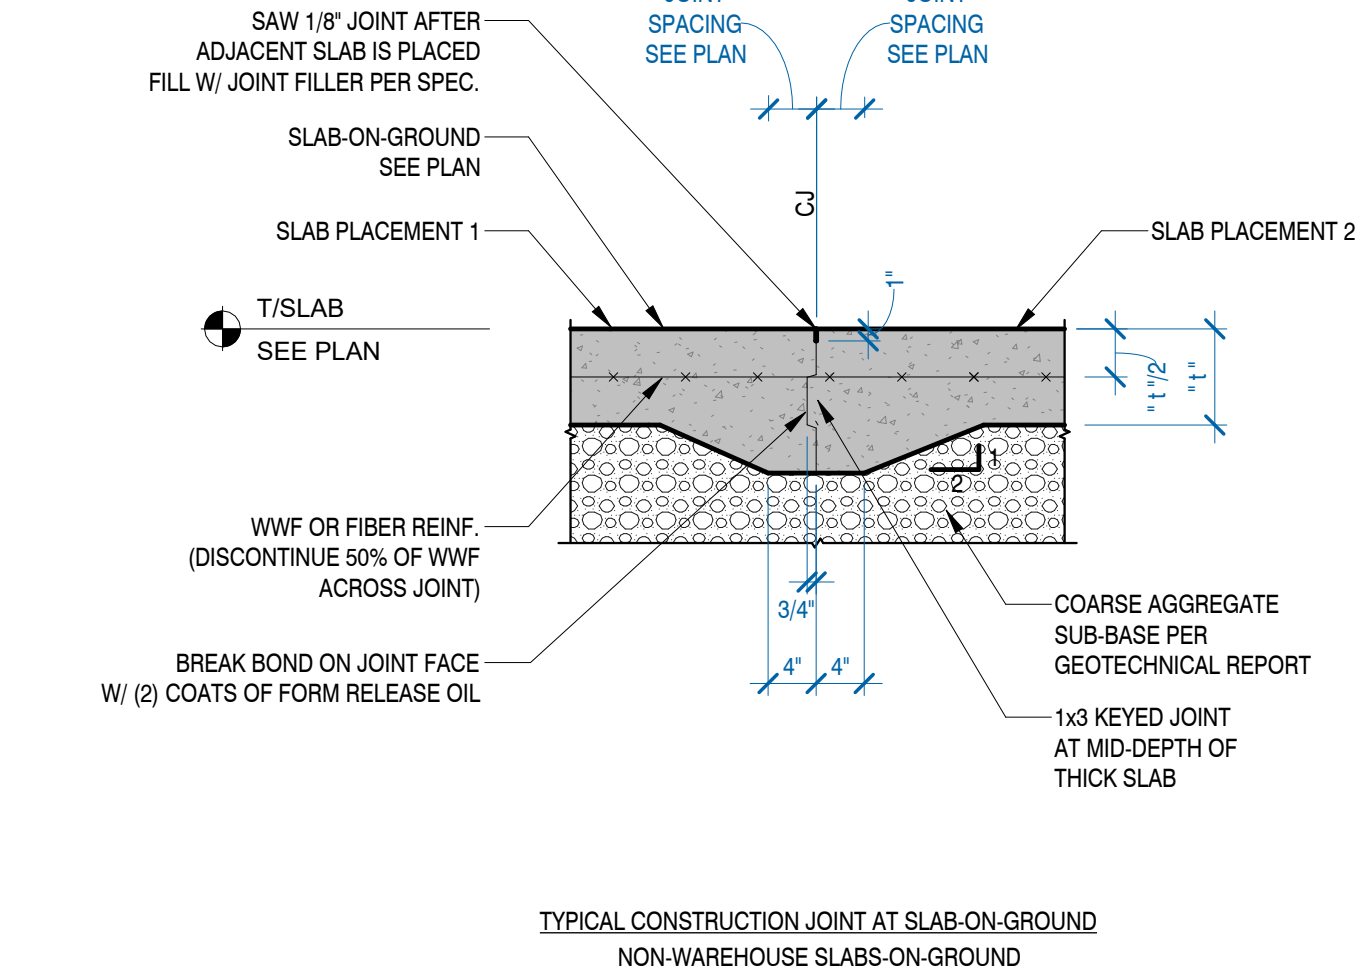 JOINT
SPACING
SEE PLAN
JOINT
SPACING
SEE PLAN
SAW 1/8" JOINT AFTER
ADJACENT SLAB IS PLACED
FILL W/ JOINT FILLER PER SPEC.
SLAB-ON-GROUND
SEE PLAN
SLAB PLACEMENT 1
CJ
1"
SLAB PLACEMENT 2
T/SLAB
SEE PLAN
" t "/2
" t "
1
2
WWF OR FIBER REINF.
(DISCONTINUE 50% OF WWF
ACROSS JOINT)
3/4"
4"
4"
BREAK BOND ON JOINT FACE
W/ (2) COATS OF FORM RELEASE OIL
COARSE AGGREGATE
SUB-BASE PER
GEOTECHNICAL REPORT
1x3 KEYED JOINT
AT MID-DEPTH OF
THICK SLAB
TYPICAL CONSTRUCTION JOINT AT SLAB-ON-GROUND
NON-WAREHOUSE SLABS-ON-GROUND